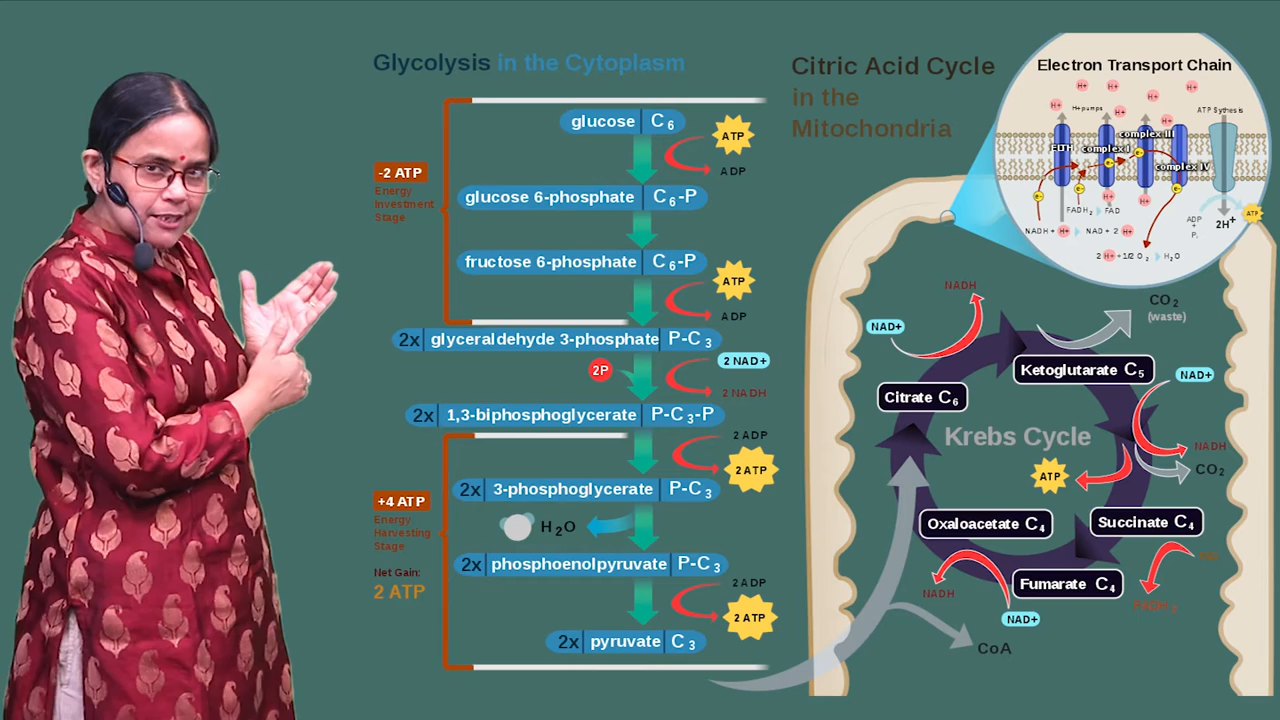 Glycolysis in the Cytoplasm
glucose C6
ATP
ADP
-2 ATP
Energy
Investment
Stage
glucose 6-phosphate C6-P
fructose 6-phosphate C6-P
ATP
ADP
2x glyceraldehyde 3-phosphate P-C3
2P
2 NAD+
2 NADH
2x 1,3-biphosphoglycerate P-C3-P
2 ADP
2 ATP
+4 ATP
Energy
Harvesting
Stage
Net Gain:
2 ATP
2x 3-phosphoglycerate P-C3
H2O
2x phosphoenolpyruvate P-C3
2 ADP
2 ATP
2x pyruvate C3
Citric Acid Cycle
in the
Mitochondria
Electron Transport Chain
H+
H+
H+
H+
H+
H+
H+
H+ pumps
ATP Sythesis
complex III
complex I
complex IV
e-
e-
e-
e-
e-
H+
H+
FADH2 FAD
NADH + H+ NAD + 2 H+
ADP
+
Pi
2H+
ATP
2 H+ + 1/2 O2 H2O
NADH
NAD+
CO2
(waste)
Ketoglutarate C5
NAD+
Citrate C6
Krebs Cycle
NADH
CO2
ATP
Oxaloacetate C4
Succinate C4
Fumarate C4
NADH
NAD+
FADH2
CoA